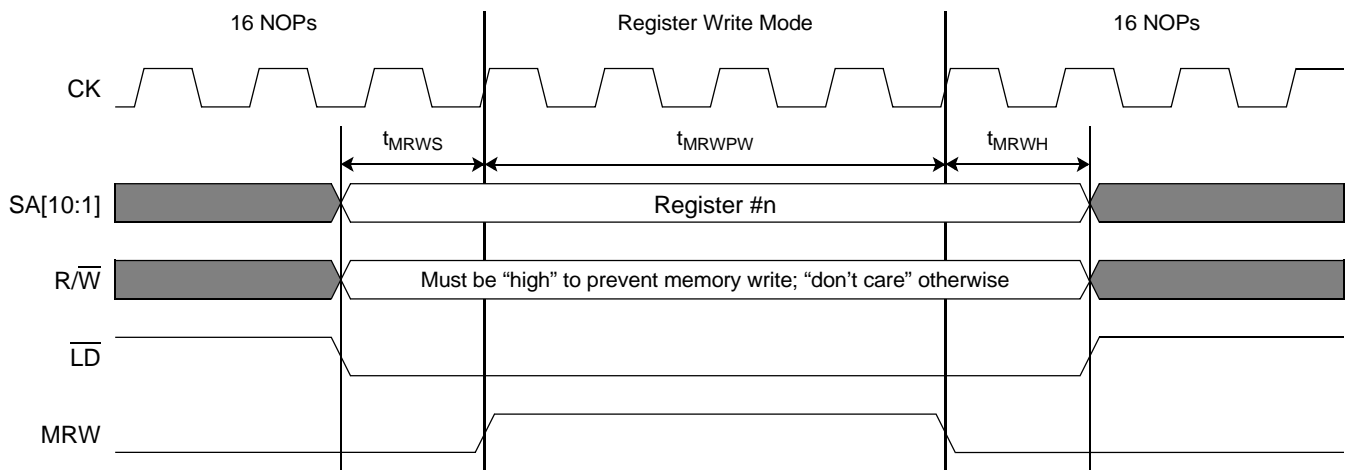 16 NOPs Register Write Mode 16 NOPs
CK
tMRWS tMRWPW tMRWH
SA[10:1] Register #n
R/W̅ Must be “high” to prevent memory write; “don’t care” otherwise
L̅D̅
MRW